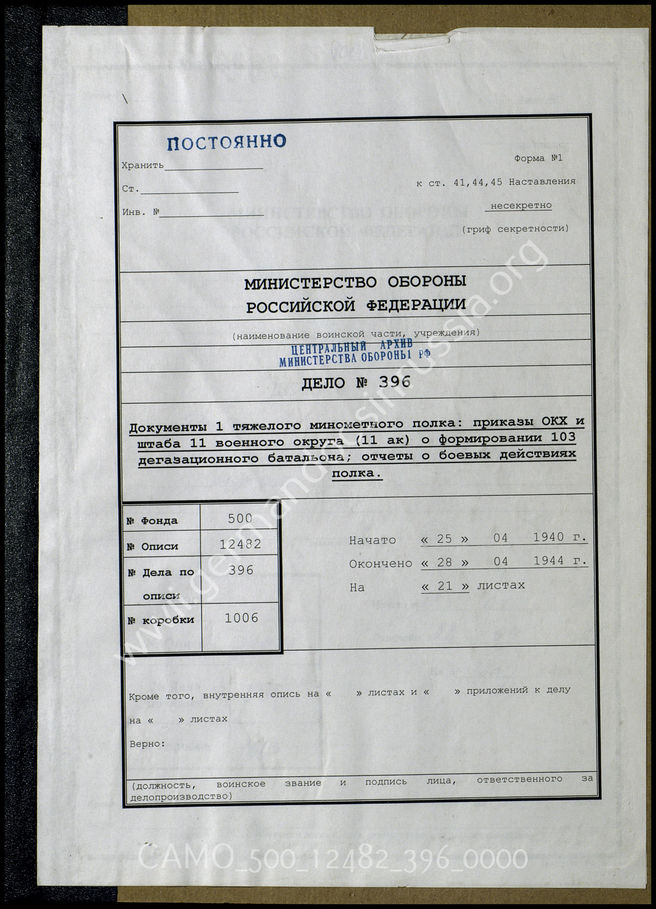 ПОСТОЯННО
Хранить
Форма №1
Ст.
к ст. 41,44,45 Наставления
Инв. №
несекретно
(гриф секретности)
МИНИСТЕРСТВО ОБОРОНЫ
РОССИЙСКОЙ ФЕДЕРАЦИИ
(наименование воинской части, учреждения)
ЦЕНТРАЛЬНЫЙ АРХИВ
МИНИСТЕРСТВА ОБОРОНЫ РФ
ДЕЛО № 396
Документы 1 тяжелого минометного полка: приказы ОКХ и
штаба 11 военного округа (11 ак) о формировании 103
дегазационного батальона; отчеты о боевых действиях
полка.
№ Фонда 500
№ Описи 12482
№ Дела по 396
описи
№ коробки 1006
Начато « 25 » 04 1940 г.
Окончено « 28 » 04 1944 г.
На « 21 » листах
Кроме того, внутренняя опись на « » листах и « » приложений к делу
на « » листах
Верно:
(должность, воинское звание и подпись лица, ответственного за
делопроизводство)
www.germandocsinrussia.org
CAMO_500_12482_396_0000